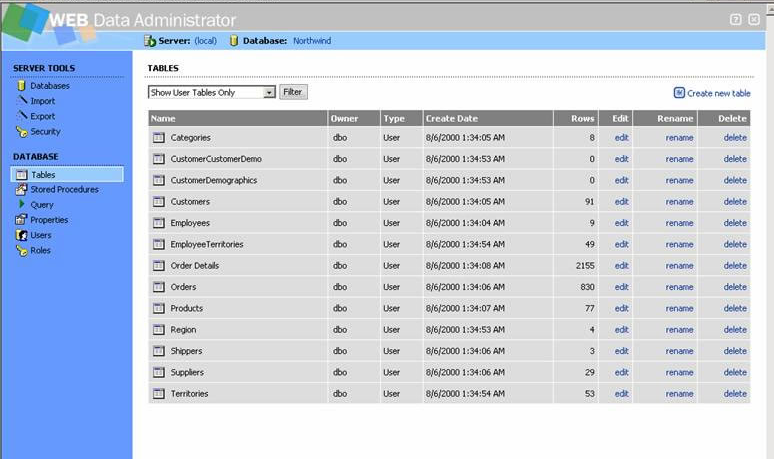 WEB Data Administrator
Server: (local) Database: Northwind
SERVER TOOLS
Databases
Import
Export
Security
DATABASE
Tables
Stored Procedures
Query
Properties
Users
Roles
TABLES
Show User Tables Only Filter Create new table
Name Owner Type Create Date Rows Edit Rename Delete
Categories dbo User 8/6/2000 1:34:05 AM 8 edit rename delete
CustomerCustomerDemo dbo User 8/6/2000 1:34:53 AM 0 edit rename delete
CustomerDemographics dbo User 8/6/2000 1:34:53 AM 0 edit rename delete
Customers dbo User 8/6/2000 1:34:05 AM 91 edit rename delete
Employees dbo User 8/6/2000 1:34:04 AM 9 edit rename delete
EmployeeTerritories dbo User 8/6/2000 1:34:54 AM 49 edit rename delete
Order Details dbo User 8/6/2000 1:34:08 AM 2155 edit rename delete
Orders dbo User 8/6/2000 1:34:06 AM 830 edit rename delete
Products dbo User 8/6/2000 1:34:07 AM 77 edit rename delete
Region dbo User 8/6/2000 1:34:53 AM 4 edit rename delete
Shippers dbo User 8/6/2000 1:34:06 AM 3 edit rename delete
Suppliers dbo User 8/6/2000 1:34:06 AM 29 edit rename delete
Territories dbo User 8/6/2000 1:34:54 AM 53 edit rename delete